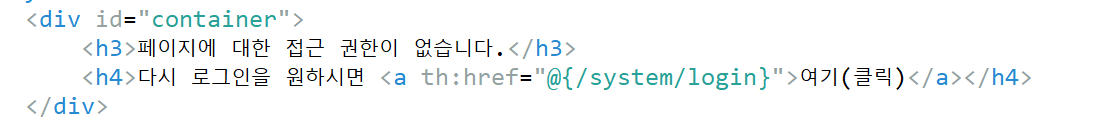 <div id="container">
    <h3>페이지에 대한 접근 권한이 없습니다.</h3>
    <h4>다시 로그인을 원하시면 <a th:href="@{/system/login}">여기(클릭)</a></h4>
</div>